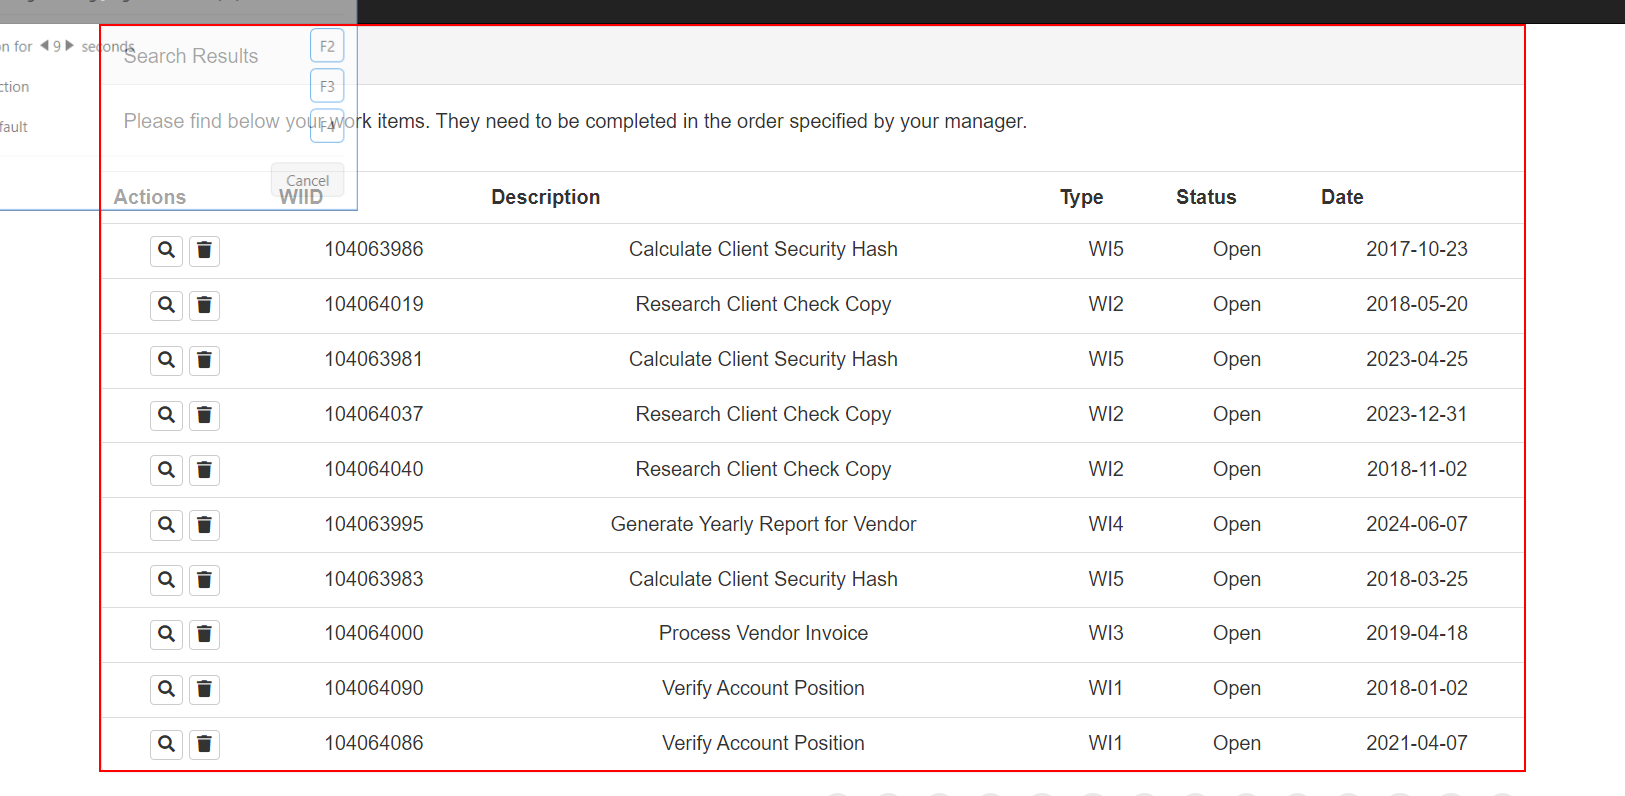 on for 9 seconds
F2
Search Results
ction
F3
Please find below your work items. They need to be completed in the order specified by your manager.
fault
F4
Cancel
Actions WIID Description Type Status Date
104063986 Calculate Client Security Hash WI5 Open 2017-10-23
104064019 Research Client Check Copy WI2 Open 2018-05-20
104063981 Calculate Client Security Hash WI5 Open 2023-04-25
104064037 Research Client Check Copy WI2 Open 2023-12-31
104064040 Research Client Check Copy WI2 Open 2018-11-02
104063995 Generate Yearly Report for Vendor WI4 Open 2024-06-07
104063983 Calculate Client Security Hash WI5 Open 2018-03-25
104064000 Process Vendor Invoice WI3 Open 2019-04-18
104064090 Verify Account Position WI1 Open 2018-01-02
104064086 Verify Account Position WI1 Open 2021-04-07